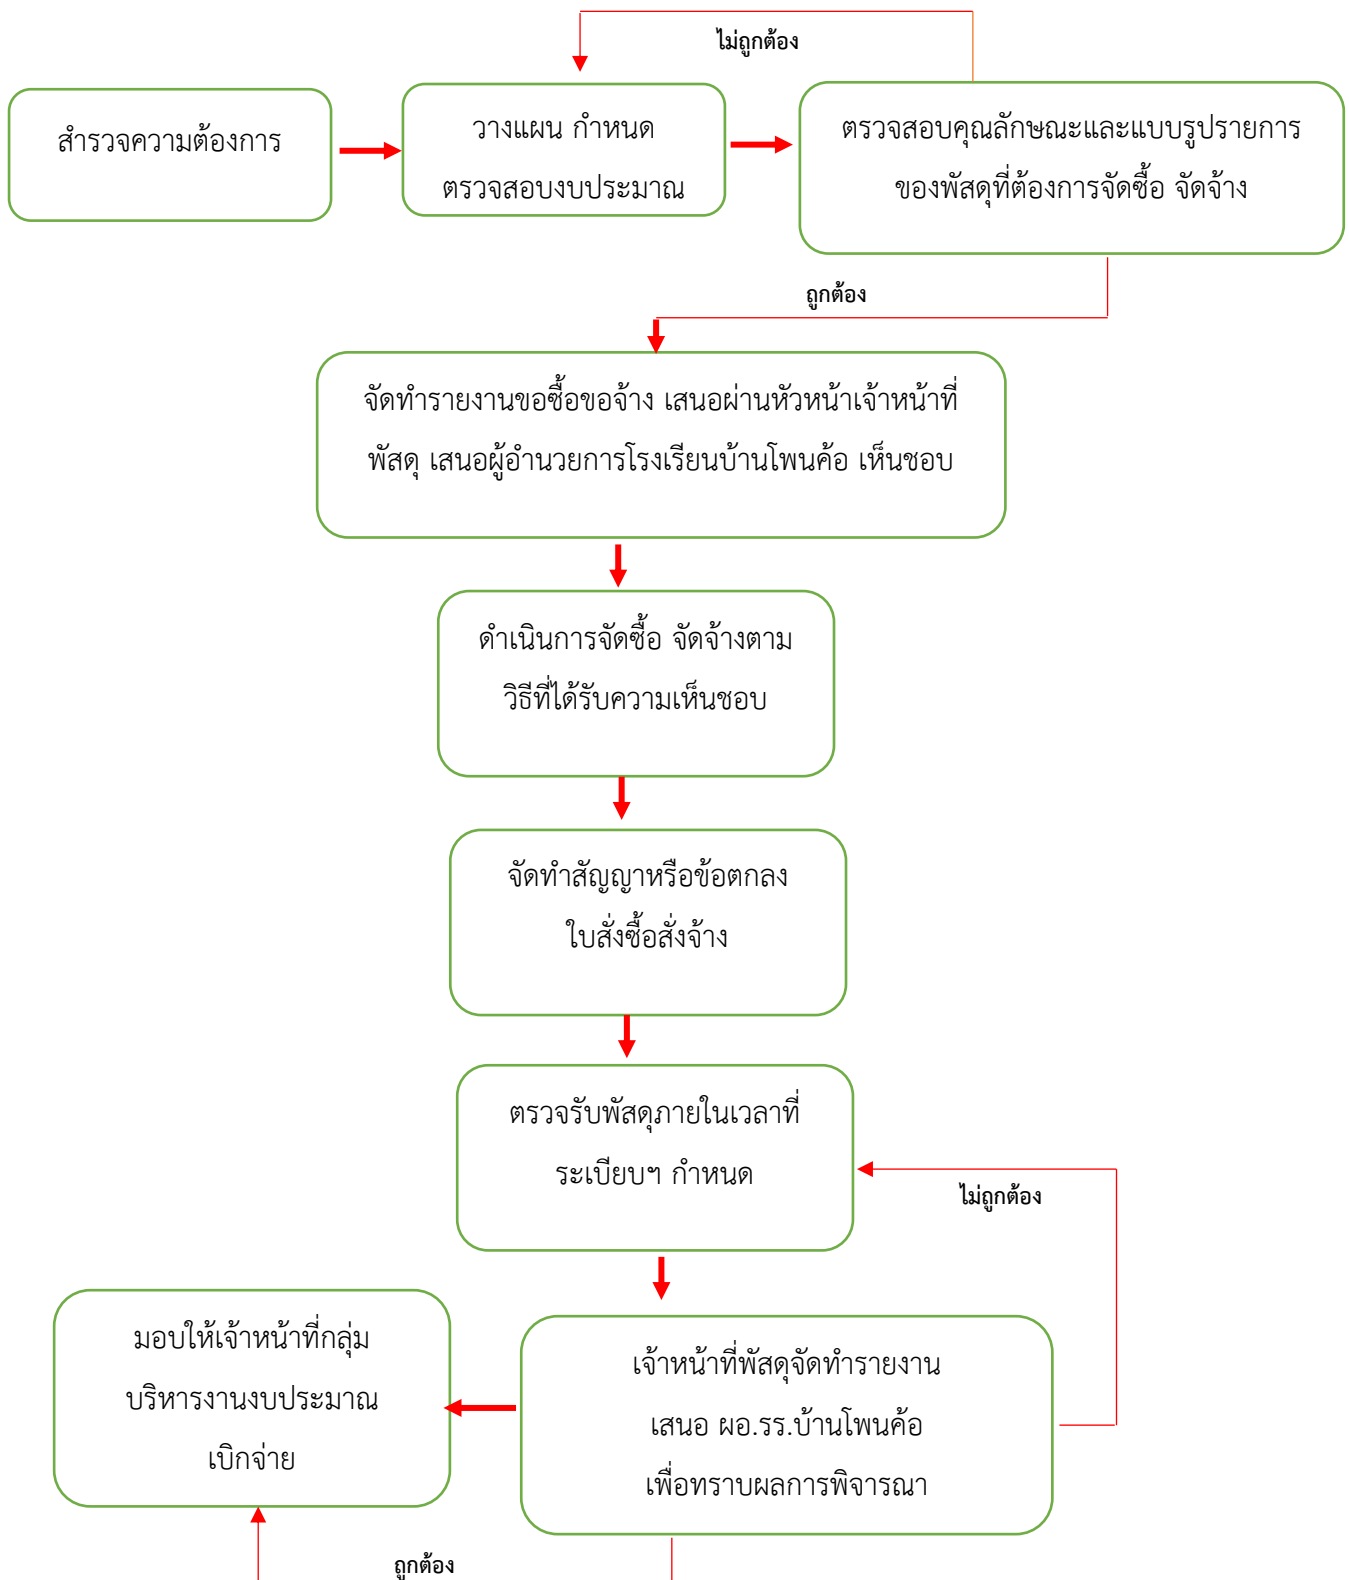 ไม่ถูกต้อง
สำรวจความต้องการ
วางแผน กำหนด
ตรวจสอบงบประมาณ
ตรวจสอบคุณลักษณะและแบบรูปรายการ
ของพัสดุที่ต้องการจัดซื้อ จัดจ้าง
ถูกต้อง
จัดทำรายงานขอซื้อขอจ้าง เสนอผ่านหัวหน้าเจ้าหน้าที่
พัสดุ เสนอผู้อำนวยการโรงเรียนบ้านโพนค้อ เห็นชอบ
ดำเนินการจัดซื้อ จัดจ้างตาม
วิธีที่ได้รับความเห็นชอบ
จัดทำสัญญาหรือข้อตกลง
ใบสั่งซื้อสั่งจ้าง
ตรวจรับพัสดุภายในเวลาที่
ระเบียบฯ กำหนด
ไม่ถูกต้อง
มอบให้เจ้าหน้าที่กลุ่ม
บริหารงานงบประมาณ
เบิกจ่าย
เจ้าหน้าที่พัสดุจัดทำรายงาน
เสนอ ผอ.รร.บ้านโพนค้อ
เพื่อทราบผลการพิจารณา
ถูกต้อง